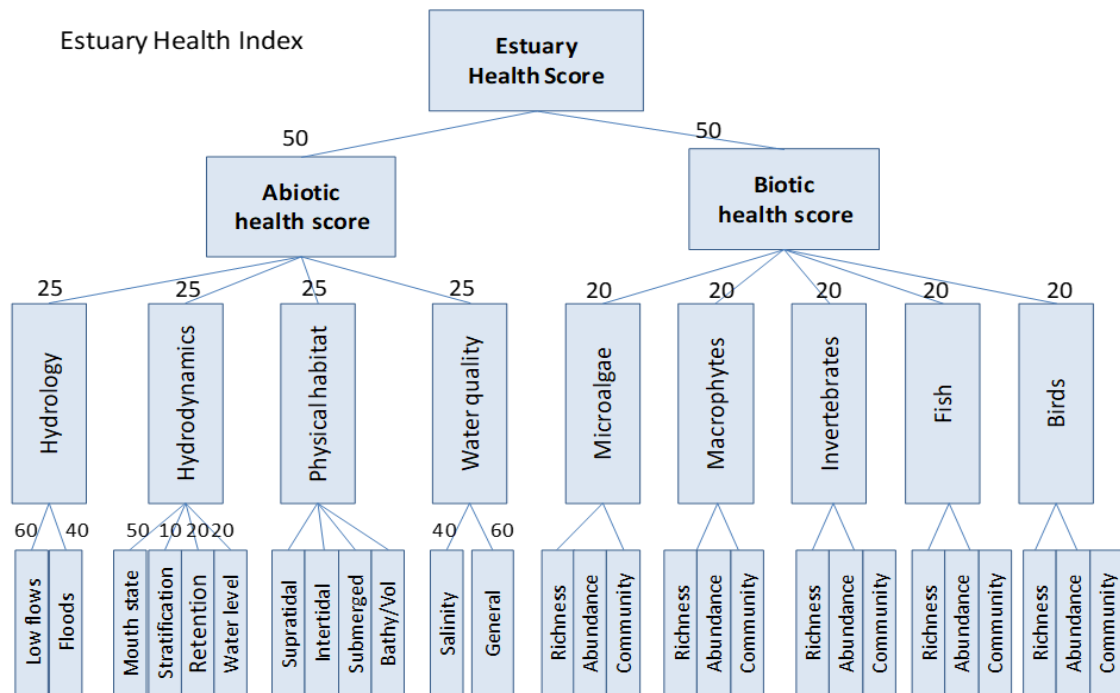 Estuary Health Index
Estuary
Health Score
50
50
Abiotic
health score
Biotic
health score
25
25
25
25
20
20
20
20
20
Hydrology
Hydrodynamics
Physical habitat
Water quality
Microalgae
Macrophytes
Invertebrates
Fish
Birds
60
40
50
10
20
20
40
60
Low flows
Floods
Mouth state
Stratification
Retention
Water level
Supratidal
Intertidal
Submerged
Bathy/Vol
Salinity
General
Richness
Abundance
Community
Richness
Abundance
Community
Richness
Abundance
Community
Richness
Abundance
Community
Richness
Abundance
Community